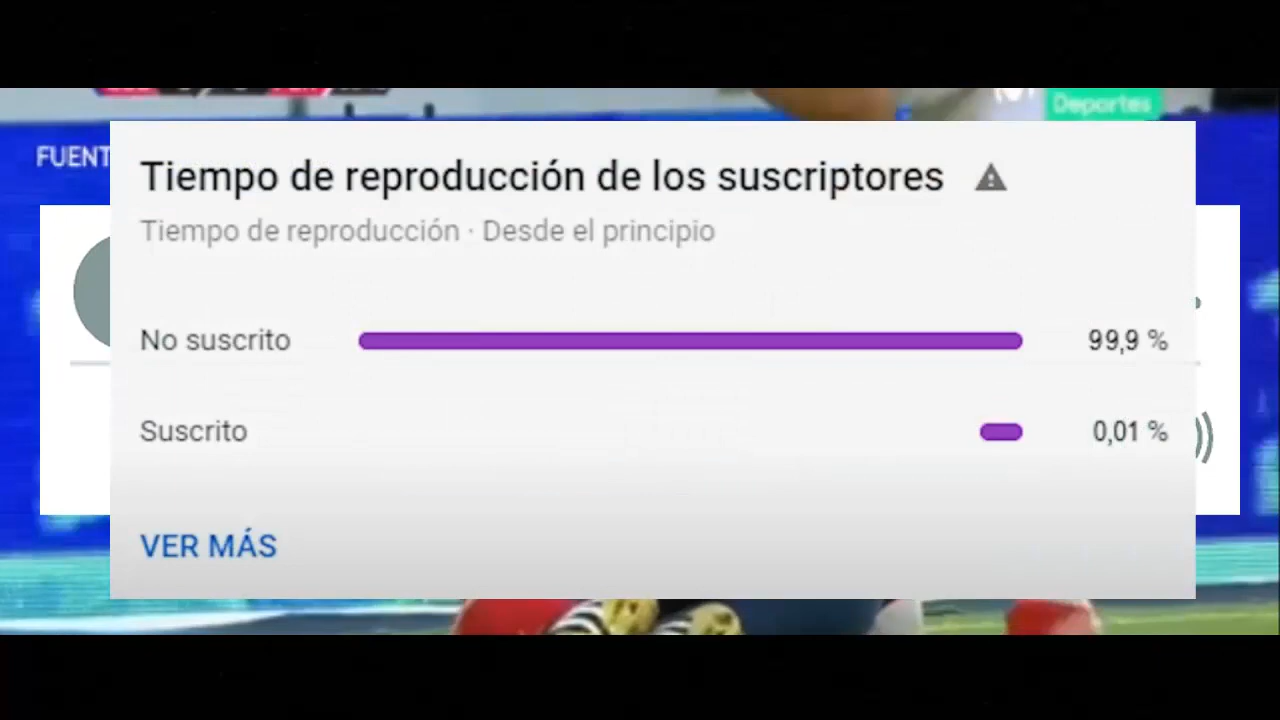 Deportes
FUENT
Tiempo de reproducción de los suscriptores
Tiempo de reproducción · Desde el principio
No suscrito 99,9 %
Suscrito 0,01 %
VER MÁS